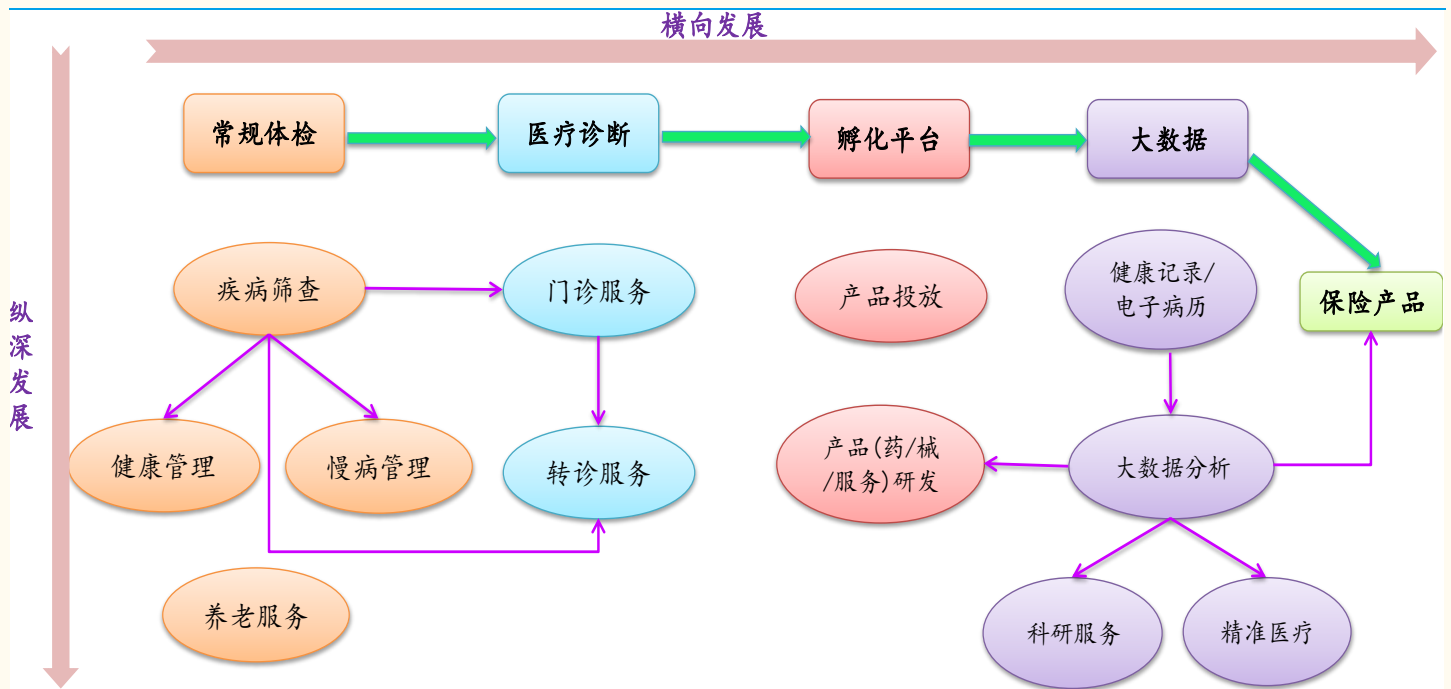 横向发展
常规体检
医疗诊断
孵化平台
大数据
保险产品
纵
深
发
展
疾病筛查
门诊服务
产品投放
健康记录/
电子病历
健康管理
慢病管理
转诊服务
产品(药/械
/服务)研发
大数据分析
养老服务
科研服务
精准医疗